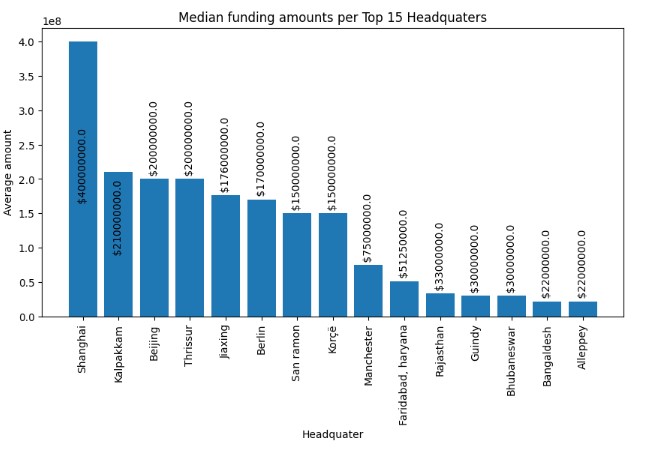 Median funding amounts per Top 15 Headquaters
1e8
4.0
3.5
3.0
2.5
2.0
1.5
1.0
0.5
0.0
Average amount
$400000000.0
$210000000.0
$200000000.0
$200000000.0
$176000000.0
$170000000.0
$150000000.0
$150000000.0
$75000000.0
$51250000.0
$33000000.0
$30000000.0
$30000000.0
$22000000.0
$22000000.0
Shanghai
Kalpakkam
Beijing
Thrissur
Jiaxing
Berlin
San ramon
Korçë
Manchester
Faridabad, haryana
Rajasthan
Guindy
Bhubaneswar
Bangaldesh
Alleppey
Headquater